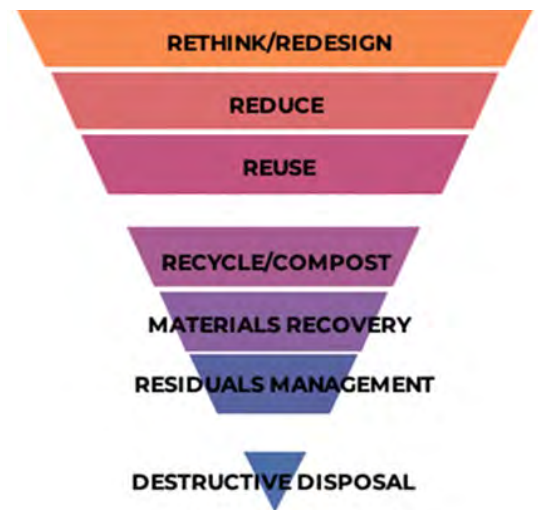 RETHINK/REDESIGN
REDUCE
REUSE
RECYCLE/COMPOST
MATERIALS RECOVERY
RESIDUALS MANAGEMENT
DESTRUCTIVE DISPOSAL